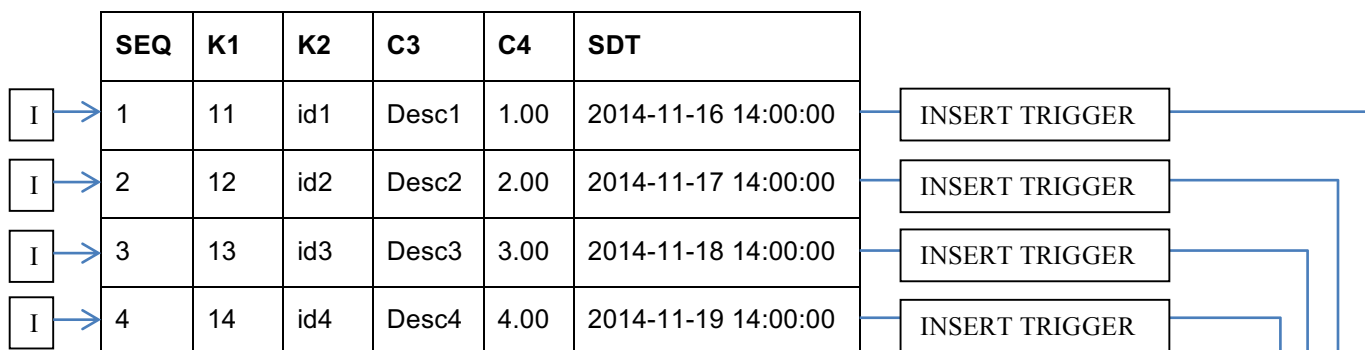 SEQ K1 K2 C3 C4 SDT
I 1 11 id1 Desc1 1.00 2014-11-16 14:00:00 INSERT TRIGGER
I 2 12 id2 Desc2 2.00 2014-11-17 14:00:00 INSERT TRIGGER
I 3 13 id3 Desc3 3.00 2014-11-18 14:00:00 INSERT TRIGGER
I 4 14 id4 Desc4 4.00 2014-11-19 14:00:00 INSERT TRIGGER